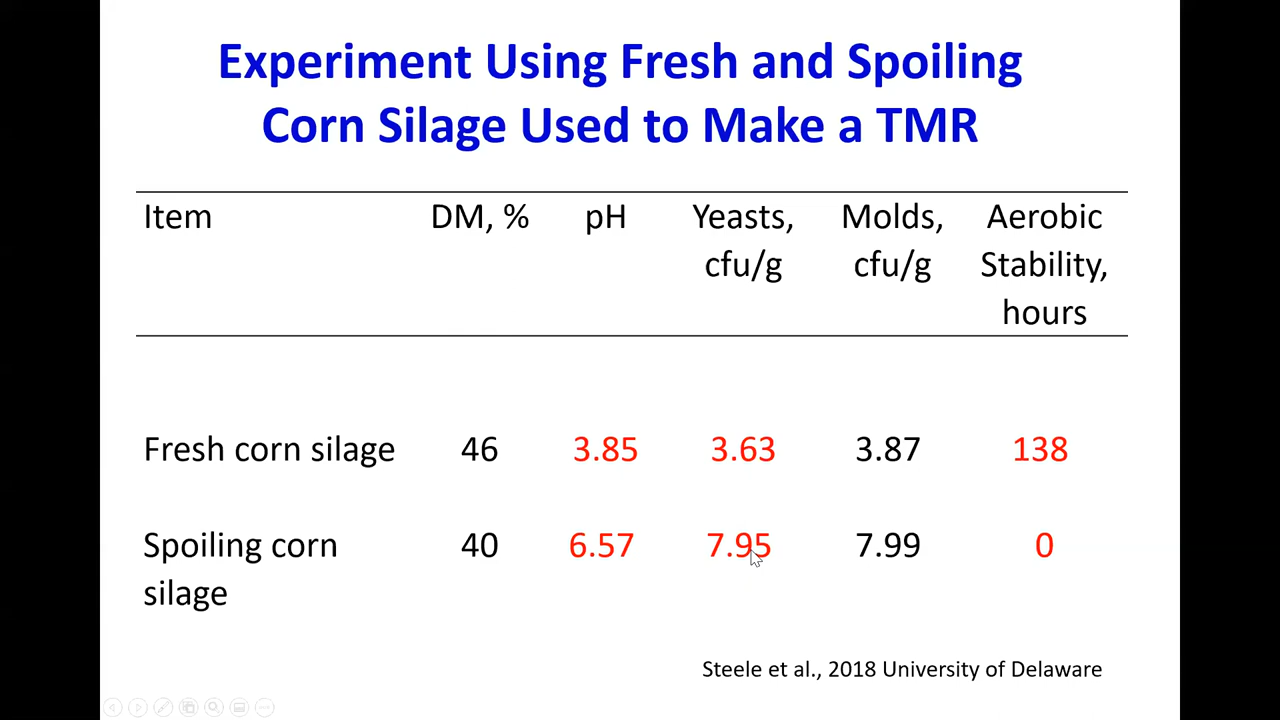 Experiment Using Fresh and Spoiling
Corn Silage Used to Make a TMR
Item DM, % pH Yeasts, Molds, Aerobic
cfu/g cfu/g Stability,
hours
Fresh corn silage 46 3.85 3.63 3.87 138
Spoiling corn 40 6.57 7.95 7.99 0
silage
Steele et al., 2018 University of Delaware